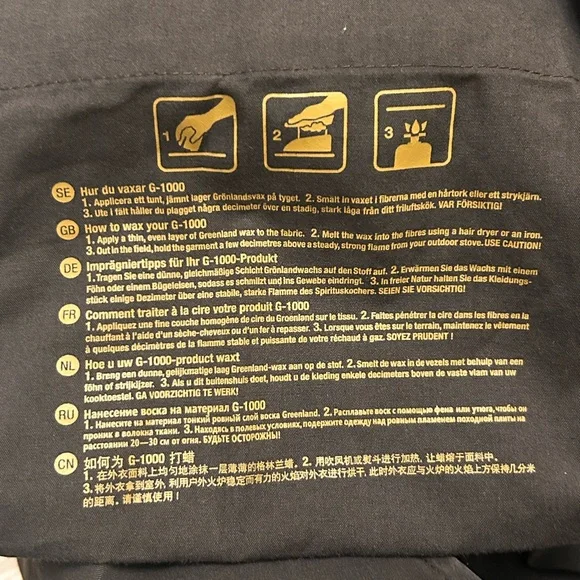 1
2
3
SE Hur du vaxar G-1000
1. Applicera ett tunt, jämnt lager Grönlandsvax på tyget. 2. Smält in vaxet i fibrerna med en hårtork eller ett strykjärn.
3. Ute i fält håller du plagget några decimeter över en stadig, stark låga från ditt friluftskök. VAR FÖRSIKTIG!
GB How to wax your G-1000
1. Apply a thin, even layer of Greenland wax to the fabric. 2. Melt the wax into the fibres using a hair dryer or an iron.
3. Out in the field, hold the garment a few decimetres above a steady, strong flame from your outdoor stove. USE CAUTION!
DE Imprägniertipps für Ihr G-1000-Produkt
1. Tragen Sie eine dünne, gleichmäßige Schicht Grönlandwachs auf den Stoff auf. 2. Erwärmen Sie das Wachs mit einem
Föhn oder einem Bügeleisen, sodass es schmilzt und ins Gewebe eindringt. 3. In freier Natur halten Sie das Kleidungs-
stück einige Dezimeter über eine stabile, starke Flamme des Spirituskochers. SEIEN SIE VORSICHTIG!
FR Comment traiter à la cire votre produit G-1000
1. Appliquez une fine couche homogène de cire du Groenland sur le tissu. 2. Faites pénétrer la cire dans les fibres en la
chauffant à l'aide d'un sèche-cheveux ou d'un fer à repasser. 3. Lorsque vous êtes sur le terrain, maintenez le vêtement
à quelques décimètres de la flamme stable et puissante de votre réchaud à gaz. SOYEZ PRUDENT !
NL Hoe u uw G-1000-product waxt
1. Breng een dunne, gelijkmatige laag Greenland-wax aan op de stof. 2. Smelt de wax in de vezels met behulp van een
föhn of strijkijzer. 3. Als u dit buitenshuis doet, houdt u de kleding enkele decimeters boven de vaste vlam van uw
kooktoestel. GA VOORZICHTIG TE WERK!
RU Нанесение воска на материал G-1000
1. Нанесите на материал тонкий ровный слой воска Greenland. 2. Расплавьте воск с помощью фена или утюга, чтобы он
проник в волокна ткани. 3. Находясь в полевых условиях, подержите одежду над ровным пламенем походной плиты на
расстоянии 20—30 см от огня. БУДЬТЕ ОСТОРОЖНЫ!
CN 如何为 G-1000 打蜡
1. 在外衣面料上均匀地涂抹一层薄薄的格林兰蜡。2. 用吹风机或熨斗进行加热，让蜡熔于面料中。
3. 将外衣拿到室外，利用户外火炉稳定而有力的火焰对外衣进行烘干，此时外衣应与火炉的火焰上方保持几分米
的距离。请谨慎使用！